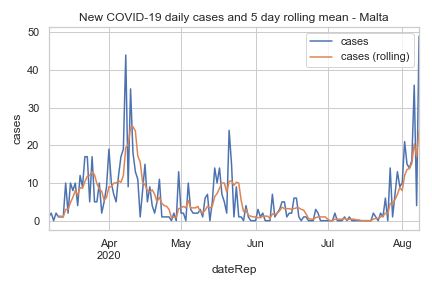 New COVID-19 daily cases and 5 day rolling mean - Malta
cases
cases (rolling)
50
40
30
20
10
0
cases
Apr
2020
May
Jun
Jul
Aug
dateRep